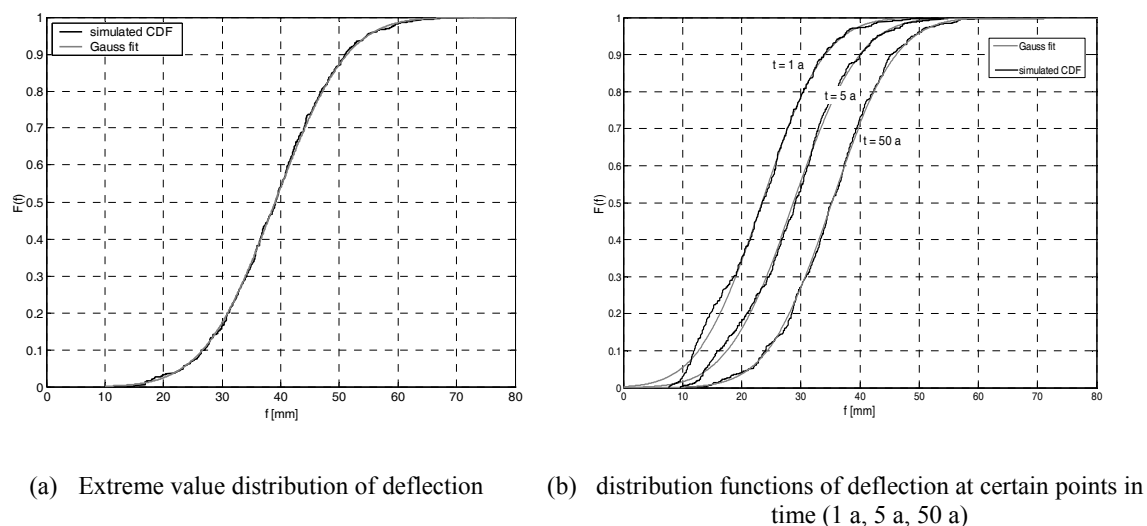 simulated CDF
Gauss fit
1
0.9
0.8
0.7
0.6
0.5
0.4
0.3
0.2
0.1
0
F(f)
0 10 20 30 40 50 60 70 80
f [mm]
1
0.9
0.8
0.7
0.6
0.5
0.4
0.3
0.2
0.1
0
F(f)
Gauss fit
simulated CDF
t = 1 a
t = 5 a
t = 50 a
0 10 20 30 40 50 60 70 80
f [mm]
(a) Extreme value distribution of deflection
(b) distribution functions of deflection at certain points in
time (1 a, 5 a, 50 a)